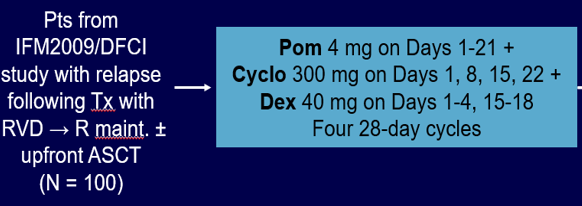 Pts from
IFM2009/DFCI
study with relapse
following Tx with
RVD → R maint. ±
upfront ASCT
(N = 100)
Pom 4 mg on Days 1-21 +
Cyclo 300 mg on Days 1, 8, 15, 22 +
Dex 40 mg on Days 1-4, 15-18
Four 28-day cycles